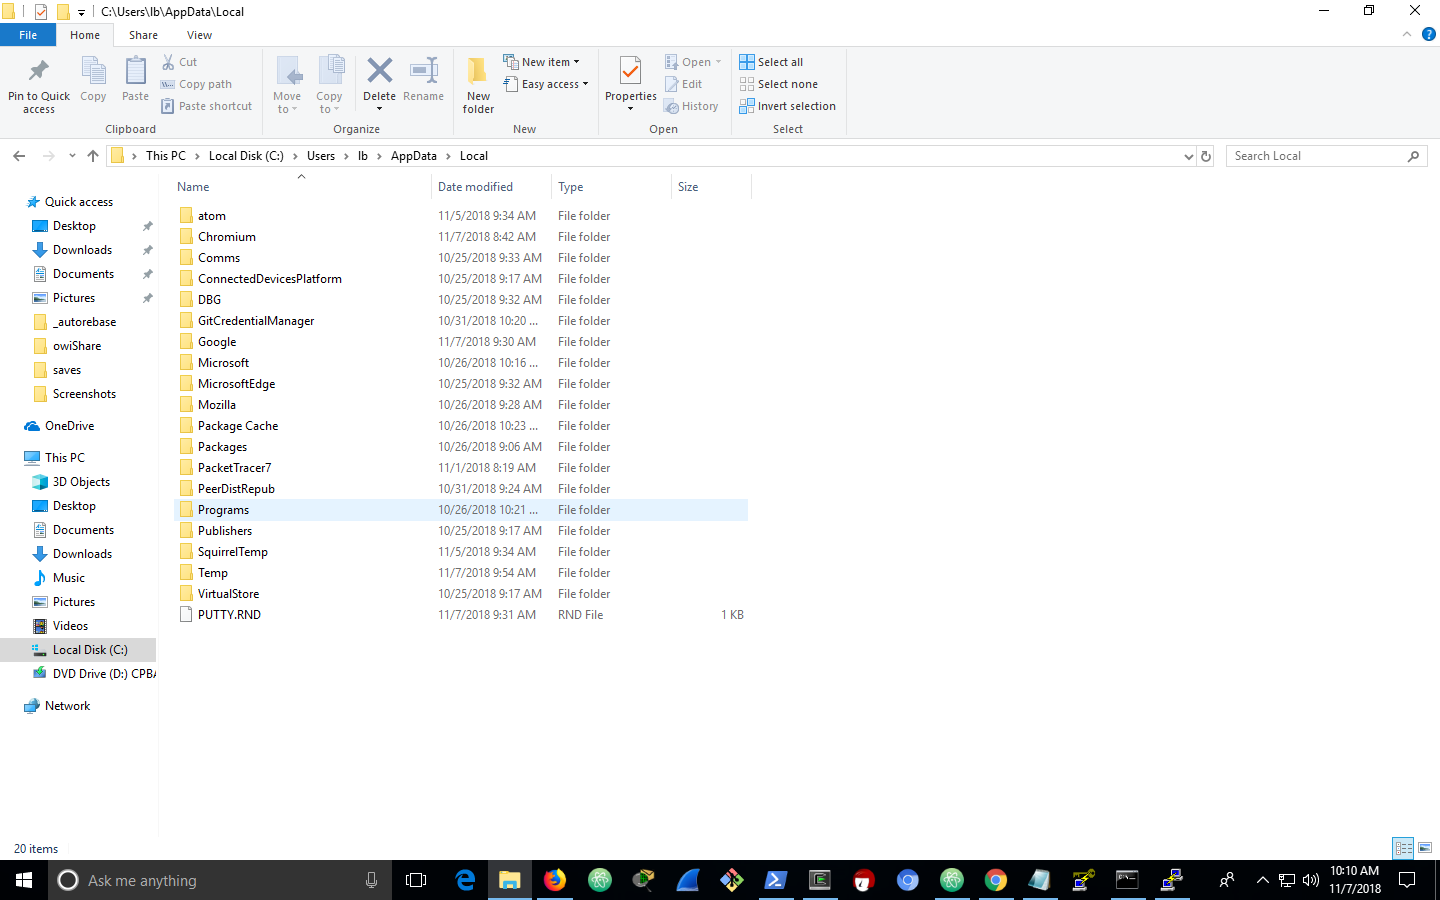 C:\Users\lb\AppData\Local
File Home Share View
Pin to Quick access
Copy
Paste
Cut
Copy path
Paste shortcut
Clipboard
Move to
Copy to
Delete
Rename
Organize
New folder
New item
Easy access
New
Properties
Open
Edit
History
Open
Select all
Select none
Invert selection
Select
This PC > Local Disk (C:) > Users > lb > AppData > Local
Search Local
Quick access
Desktop
Downloads
Documents
Pictures
_autorebase
owiShare
saves
Screenshots
OneDrive
This PC
3D Objects
Desktop
Documents
Downloads
Music
Pictures
Videos
Local Disk (C:)
DVD Drive (D:) CPBA
Network
Name Date modified Type Size
atom 11/5/2018 9:34 AM File folder
Chromium 11/7/2018 8:42 AM File folder
Comms 10/25/2018 9:33 AM File folder
ConnectedDevicesPlatform 10/25/2018 9:17 AM File folder
DBG 10/25/2018 9:32 AM File folder
GitCredentialManager 10/31/2018 10:20 ... File folder
Google 11/7/2018 9:30 AM File folder
Microsoft 10/26/2018 10:16 ... File folder
MicrosoftEdge 10/25/2018 9:32 AM File folder
Mozilla 10/26/2018 9:28 AM File folder
Package Cache 10/26/2018 10:23 ... File folder
Packages 10/26/2018 9:06 AM File folder
PacketTracer7 11/1/2018 8:19 AM File folder
PeerDistRepub 10/31/2018 9:24 AM File folder
Programs 10/26/2018 10:21 ... File folder
Publishers 10/25/2018 9:17 AM File folder
SquirrelTemp 11/5/2018 9:34 AM File folder
Temp 11/7/2018 9:54 AM File folder
VirtualStore 10/25/2018 9:17 AM File folder
PUTTY.RND 11/7/2018 9:31 AM RND File 1 KB
20 items
Ask me anything
10:10 AM
11/7/2018